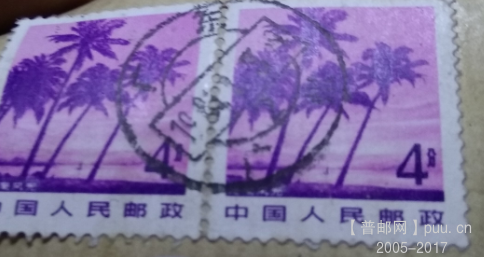 东
4分
4分
中国人民邮政
中国人民邮政
【普邮网】puu.cn
2005-2017